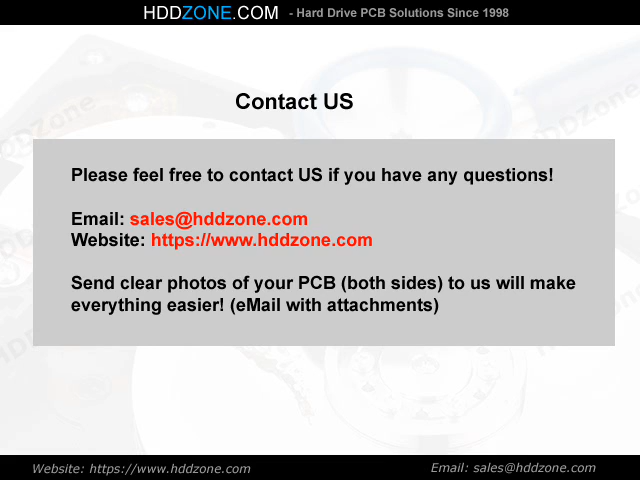 HDDZONE.COM - Hard Drive PCB Solutions Since 1998
Contact US
Please feel free to contact US if you have any questions!
Email: sales@hddzone.com
Website: https://www.hddzone.com
Send clear photos of your PCB (both sides) to us will make
everything easier! (eMail with attachments)
HDDZone
HDDZone
Website: https://www.hddzone.com
Email: sales@hddzone.com